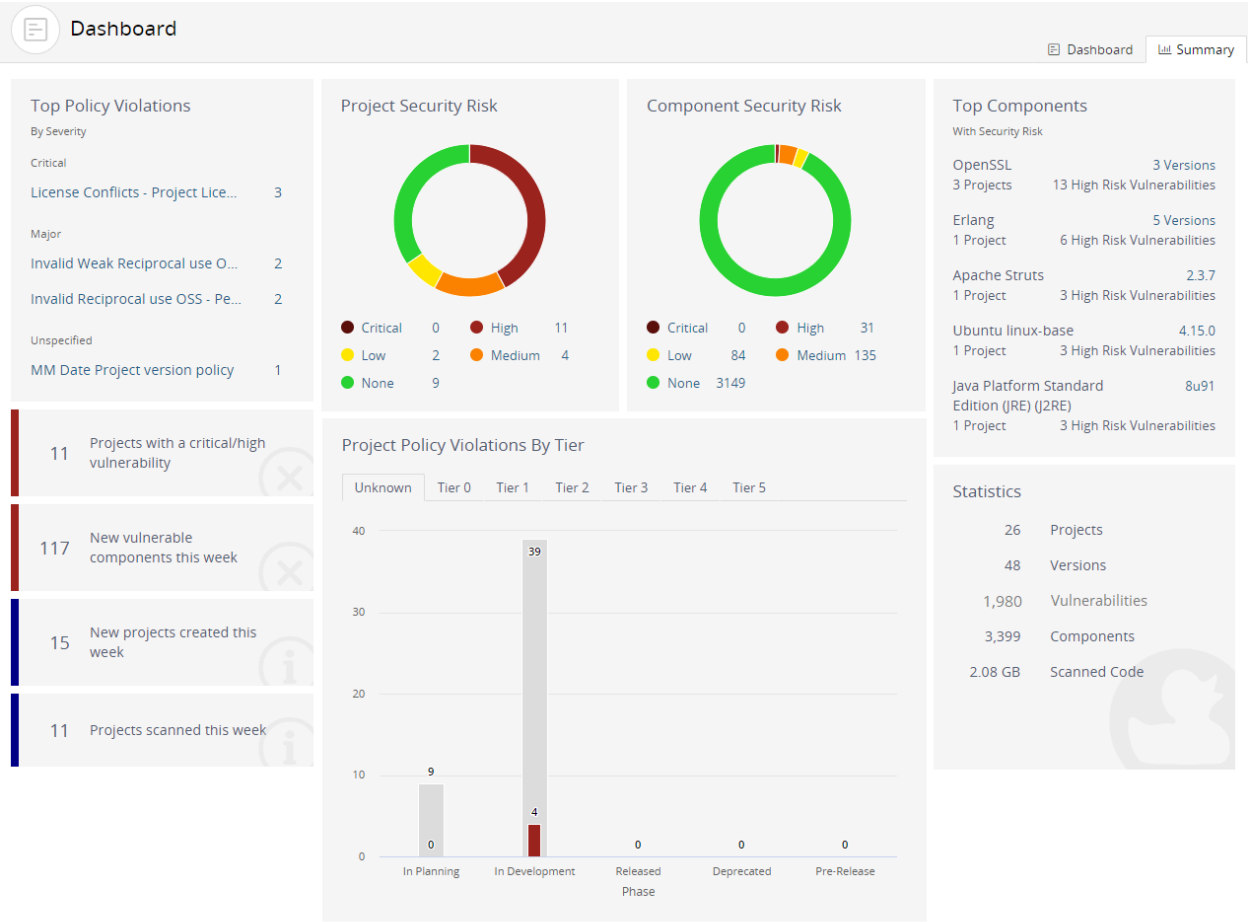 Dashboard
Dashboard
Summary
Top Policy Violations
By Severity
Critical
License Conflicts - Project Lice... 3
Major
Invalid Weak Reciprocal use O... 2
Invalid Reciprocal use OSS - Pe... 2
Unspecified
MM Date Project version policy 1
11 Projects with a critical/high
vulnerability
117 New vulnerable
components this week
15 New projects created this
week
11 Projects scanned this week
Project Security Risk
Critical 0 High 11
Low 2 Medium 4
None 9
Component Security Risk
Critical 0 High 31
Low 84 Medium 135
None 3149
Project Policy Violations By Tier
Unknown Tier 0 Tier 1 Tier 2 Tier 3 Tier 4 Tier 5
40
39
30
20
10
9
4
0
0
0
0
0
0
In Planning In Development Released Deprecated Pre-Release
Phase
Top Components
With Security Risk
OpenSSL 3 Versions
3 Projects 13 High Risk Vulnerabilities
Erlang 5 Versions
1 Project 6 High Risk Vulnerabilities
Apache Struts 2.3.7
1 Project 3 High Risk Vulnerabilities
Ubuntu linux-base 4.15.0
1 Project 3 High Risk Vulnerabilities
Java Platform Standard 8u91
Edition (JRE) (J2RE)
1 Project 3 High Risk Vulnerabilities
Statistics
26 Projects
48 Versions
1,980 Vulnerabilities
3,399 Components
2.08 GB Scanned Code